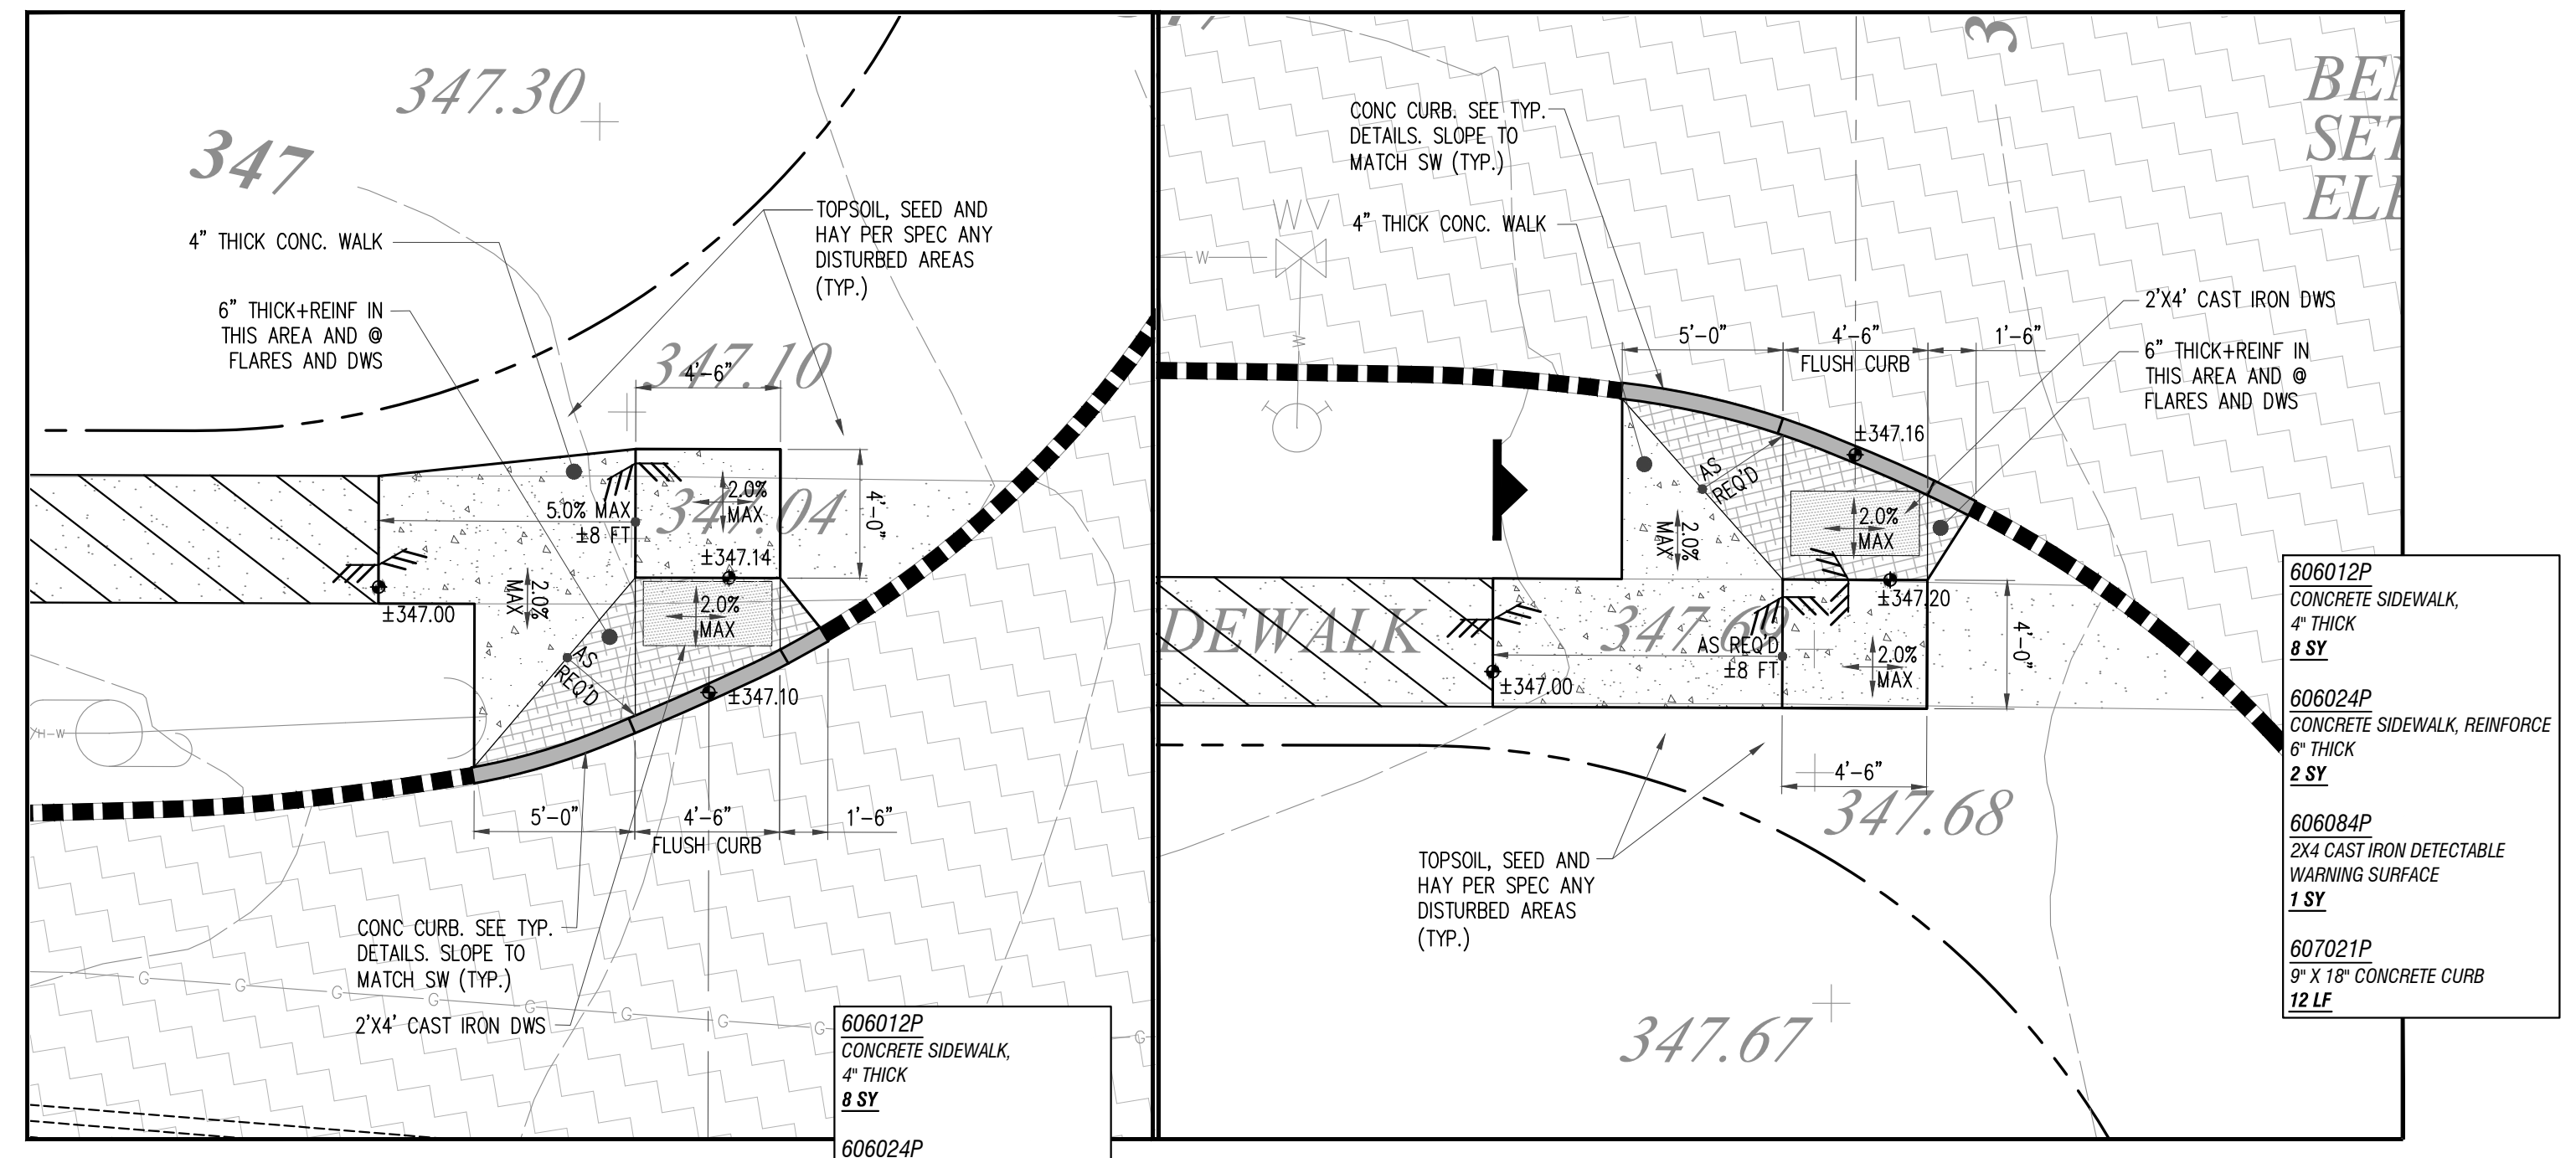 347.30
347
4" THICK CONC. WALK
6" THICK+REINF IN
THIS AREA AND @
FLARES AND DWS
TOPSOIL, SEED AND
HAY PER SPEC ANY
DISTURBED AREAS
(TYP.)
347.10
4'-6"
347.04
5.0% MAX
±8 FT
2.0%
MAX
4'-0"
±347.14
±347.00
2.0%
MAX
2.0%
MAX
AS
REQ'D
±347.10
H-W
5'-0"
4'-6"
1'-6"
FLUSH CURB
CONC CURB. SEE TYP.
DETAILS. SLOPE TO
MATCH SW (TYP.)
2'X4' CAST IRON DWS
G
G
G
G
G
G
G
G
G
606012P
CONCRETE SIDEWALK,
4" THICK
8 SY
606024P
3
CONC CURB. SEE TYP.
DETAILS. SLOPE TO
MATCH SW (TYP.)
WV
4" THICK CONC. WALK
W
W
2'X4' CAST IRON DWS
5'-0"
4'-6"
1'-6"
FLUSH CURB
6" THICK+REINF IN
THIS AREA AND @
FLARES AND DWS
±347.16
AS
REQ'D
2.0%
MAX
2.0%
MAX
±347.20
DEWALK
347.69
AS REQ'D
±8 FT
±347.00
2.0%
MAX
4'-0"
4'-6"
347.68
TOPSOIL, SEED AND
HAY PER SPEC ANY
DISTURBED AREAS
(TYP.)
347.67
606012P
CONCRETE SIDEWALK,
4" THICK
8 SY
606024P
CONCRETE SIDEWALK, REINFORCE
6" THICK
2 SY
606084P
2X4 CAST IRON DETECTABLE
WARNING SURFACE
1 SY
607021P
9" X 18" CONCRETE CURB
12 LF